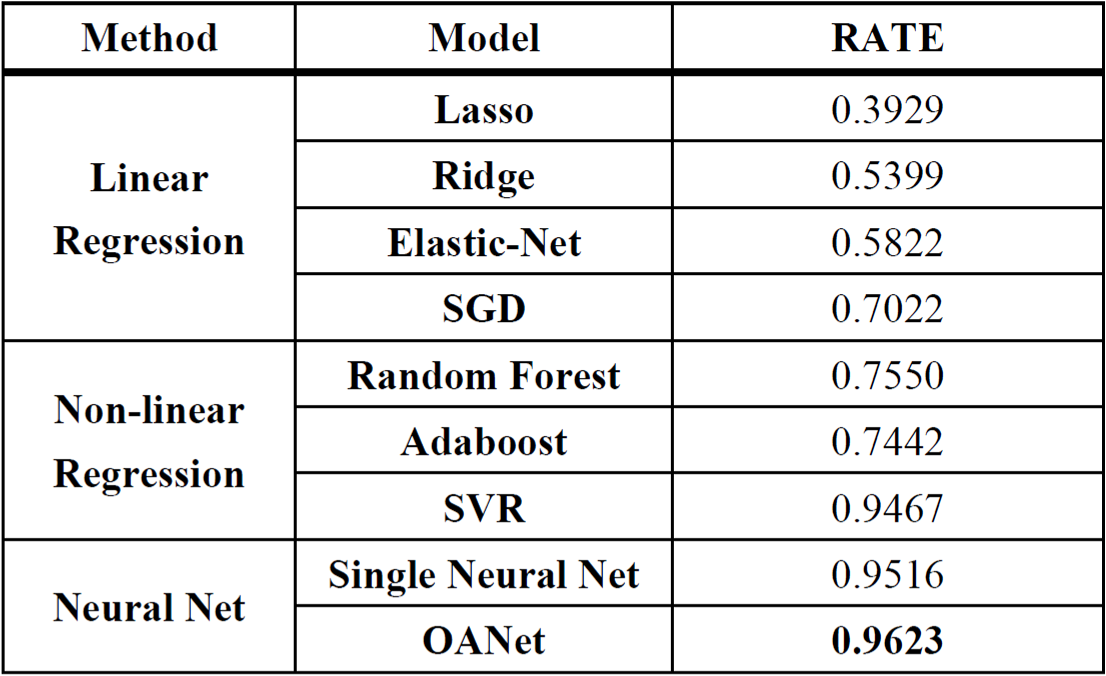 Method Model RATE
Linear Regression
Lasso 0.3929
Ridge 0.5399
Elastic-Net 0.5822
SGD 0.7022
Non-linear Regression
Random Forest 0.7550
Adaboost 0.7442
SVR 0.9467
Neural Net
Single Neural Net 0.9516
OANet 0.9623